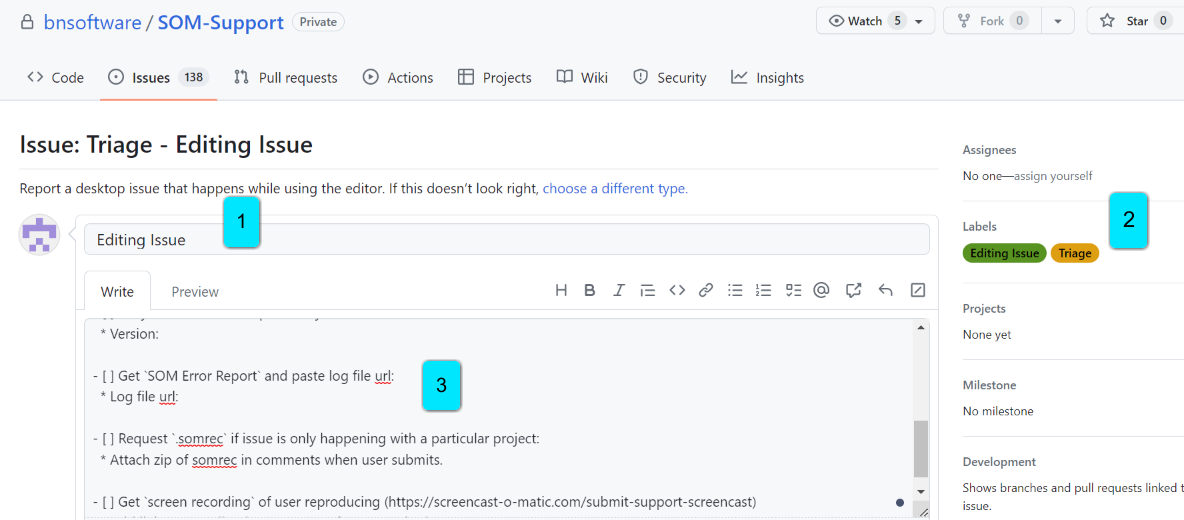 bnsoftware / SOM-Support Private
Watch 5 Fork 0 Star 0
Code Issues 138 Pull requests Actions Projects Wiki Security Insights
Issue: Triage - Editing Issue
Report a desktop issue that happens while using the editor. If this doesn't look right, choose a different type.
1
Editing Issue
Write Preview
* Version:
- [ ] Get `SOM Error Report` and paste log file url:
* Log file url:
3
- [ ] Request `.somrec` if issue is only happening with a particular project:
* Attach zip of somrec in comments when user submits.
- [ ] Get `screen recording` of user reproducing (https://screencast-o-matic.com/submit-support-screencast)
Assignees
No one—assign yourself
2
Labels
Editing Issue Triage
Projects
None yet
Milestone
No milestone
Development
Shows branches and pull requests linked t
issue.